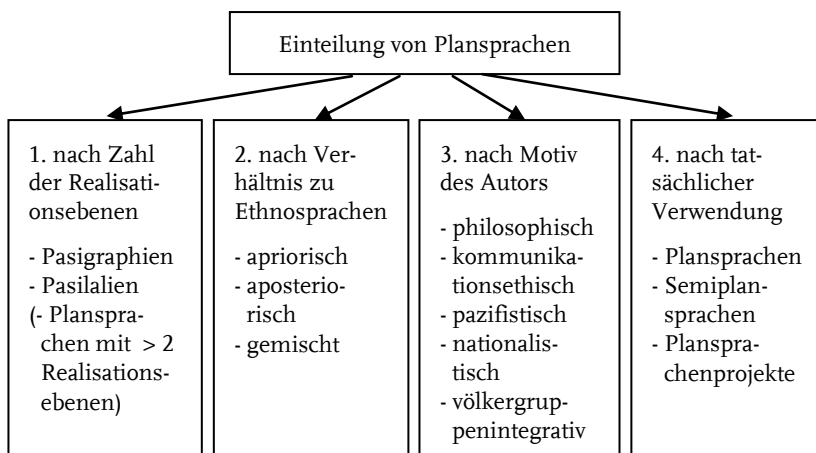 Einteilung von Plansprachen
1. nach Zahl
der Realisati-
onsebenen
- Pasigraphien
- Pasilalien
(- Planspra-
chen mit > 2
Realisations-
ebenen)
2. nach Ver-
hältnis zu
Ethnosprachen
- apriorisch
- aposterio-
risch
- gemischt
3. nach Motiv
des Autors
- philosophisch
- kommunika-
tionsethisch
- pazifistisch
- nationalis-
tisch
- völkergrup-
penintegrativ
4. nach tat-
sächlicher
Verwendung
- Plansprachen
- Semiplan-
sprachen
- Planspra-
chenprojekte